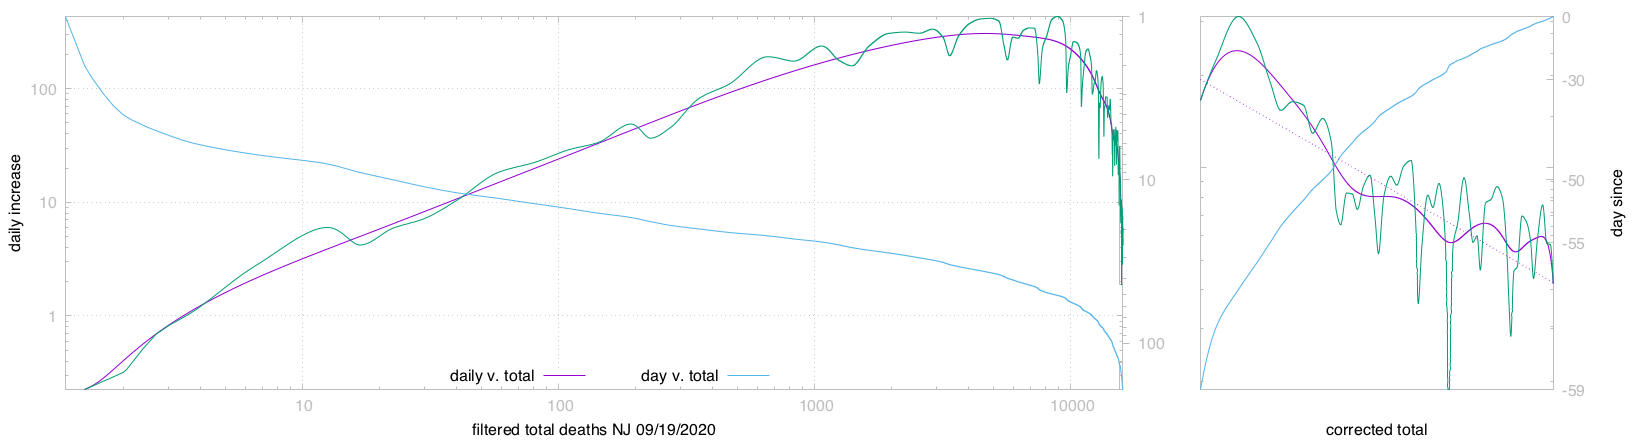 daily increase
100
10
1
10
100
1000
10000
1
10
100
daily v. total
day v. total
filtered total deaths NJ 09/19/2020
0
-30
-50
-55
-59
day since
corrected total